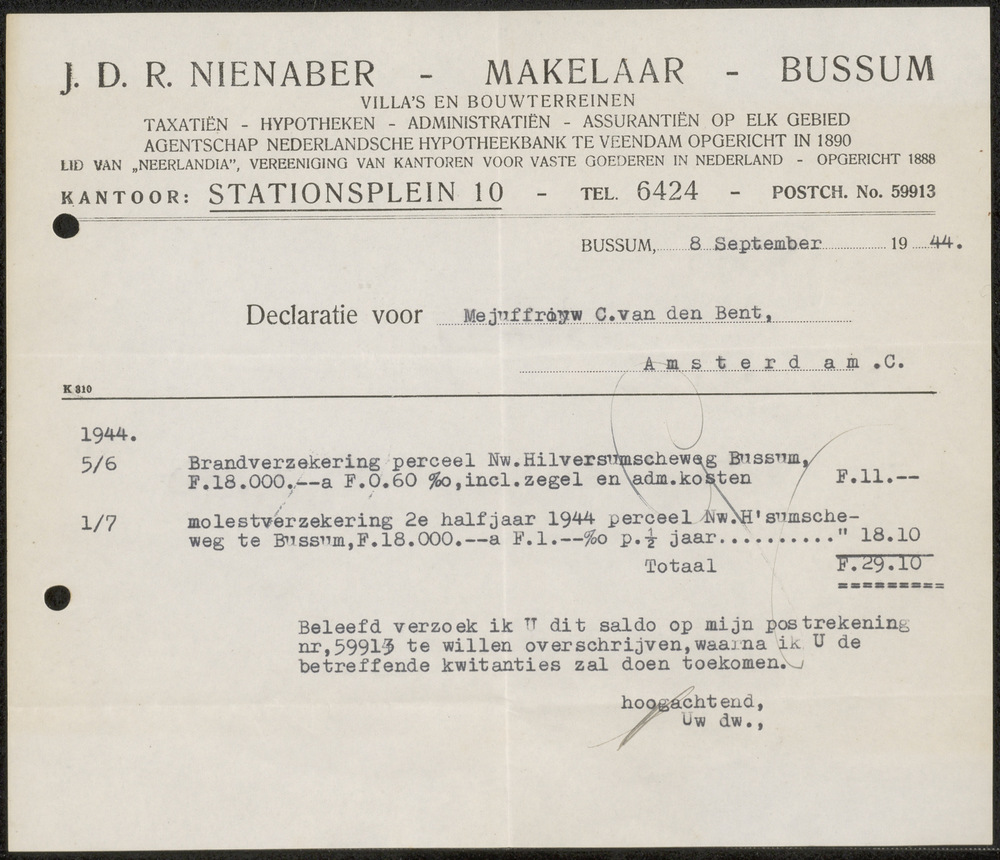 J. D. R. NIENABER - MAKELAAR - BUSSUM
VILLA'S EN BOUWTERREINEN
TAXATIËN - HYPOTHEKEN - ADMINISTRATIËN - ASSURANTIËN OP ELK GEBIED
AGENTSCHAP NEDERLANDSCHE HYPOTHEEKBANK TE VEENDAM OPGERICHT IN 1890
LID VAN „NEERLANDIA”, VEREENIGING VAN KANTOREN VOOR VASTE GOEDEREN IN NEDERLAND - OPGERICHT 1888
KANTOOR: STATIONSPLEIN 10 - TEL. 6424 - POSTCH. No. 59913
BUSSUM, 8 September 1944.
Declaratie voor Mejuffrouw C.van den Bent,
Amsterdam.C.
K 310
1944.
5/6 Brandverzekering perceel Nw.Hilversumscheweg Bussum,
F.18.000.--a F.0.60 ‰,incl.zegel en adm.kosten F.11.--
1/7 molestverzekering 2e halfjaar 1944 perceel Nw.H'sumsche-
weg te Bussum,F.18.000.--a F.1.--‰ p.½ jaar.........." 18.10
Totaal F.29.10
=========
Beleefd verzoek ik U dit saldo op mijn postrekening
nr,59913 te willen overschrijven,waarna ik U de
betreffende kwitanties zal doen toekomen.
hoogachtend,
Uw dw.,